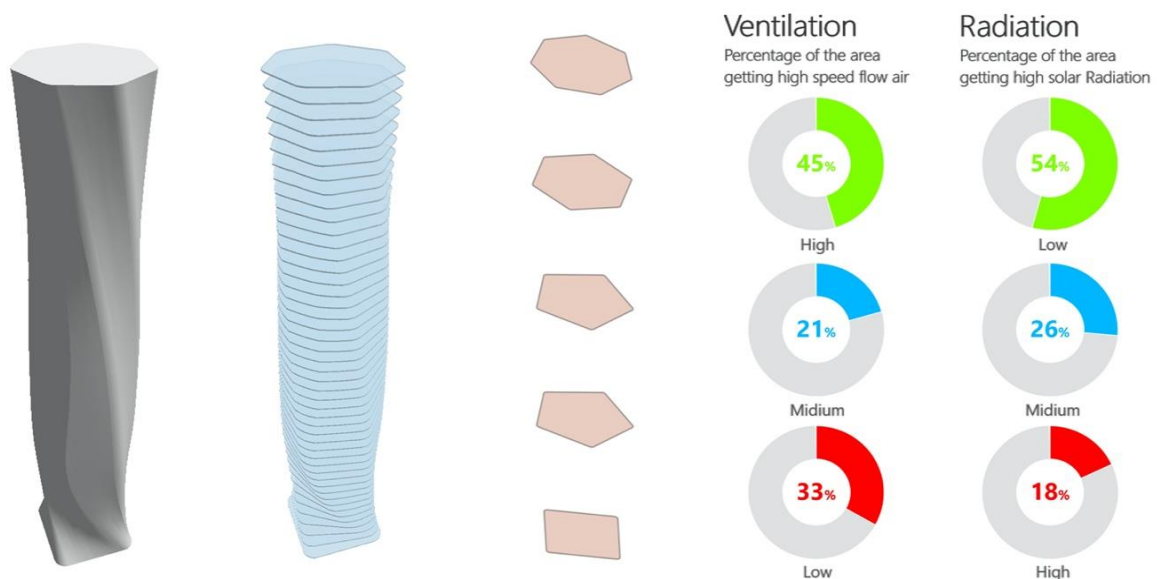 Ventilation
Percentage of the area
getting high speed flow air
45%
High
21%
Midium
33%
Low
Radiation
Percentage of the area
getting high solar Radiation
54%
Low
26%
Midium
18%
High